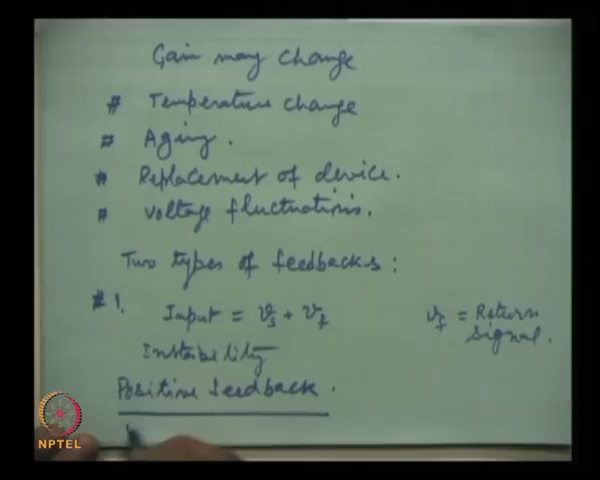 Gain may change
# Temperature change
# Aging.
# Replacement of device.
# Voltage fluctuations.
Two types of feedbacks:
# 1. Input = Vs + Vf
Vf = Return signal.
Instability
Positive feedback.
NPTEL